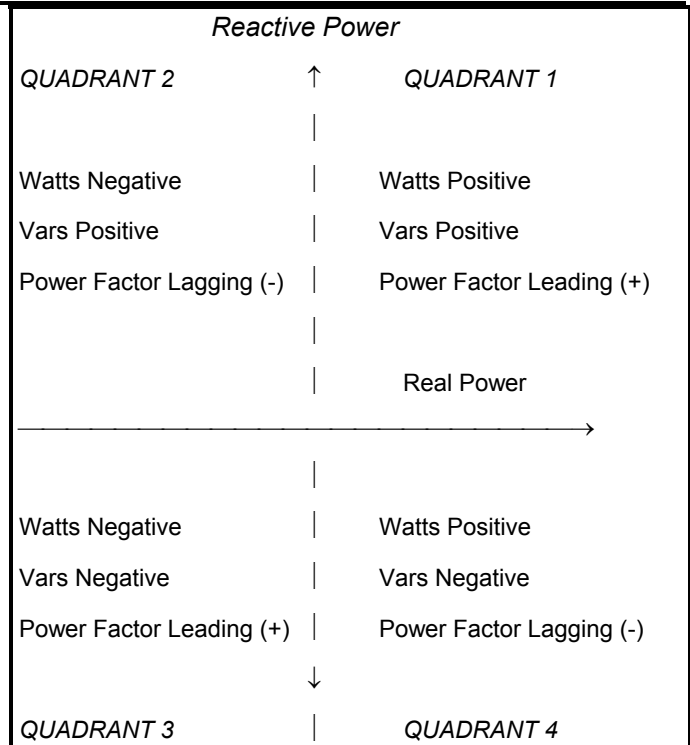 Reactive Power
QUADRANT 2 ↑ QUADRANT 1
|
Watts Negative | Watts Positive
Vars Positive | Vars Positive
Power Factor Lagging (-) | Power Factor Leading (+)
|
| Real Power
|
Watts Negative | Watts Positive
Vars Negative | Vars Negative
Power Factor Leading (+) | Power Factor Lagging (-)
↓
QUADRANT 3 | QUADRANT 4